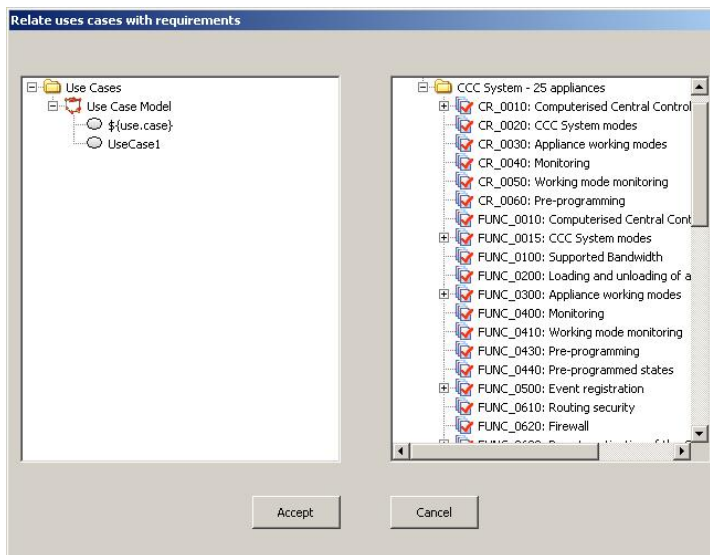 Relate uses cases with requirements
Use Cases
Use Case Model
${use.case}
UseCase1
CCC System - 25 appliances
CR_0010: Computerised Central Control
CR_0020: CCC System modes
CR_0030: Appliance working modes
CR_0040: Monitoring
CR_0050: Working mode monitoring
CR_0060: Pre-programming
FUNC_0010: Computerised Central Cont
FUNC_0015: CCC System modes
FUNC_0100: Supported Bandwidth
FUNC_0200: Loading and unloading of a
FUNC_0300: Appliance working modes
FUNC_0400: Monitoring
FUNC_0410: Working mode monitoring
FUNC_0430: Pre-programming
FUNC_0440: Pre-programmed states
FUNC_0500: Event registration
FUNC_0610: Routing security
FUNC_0620: Firewall
Accept
Cancel